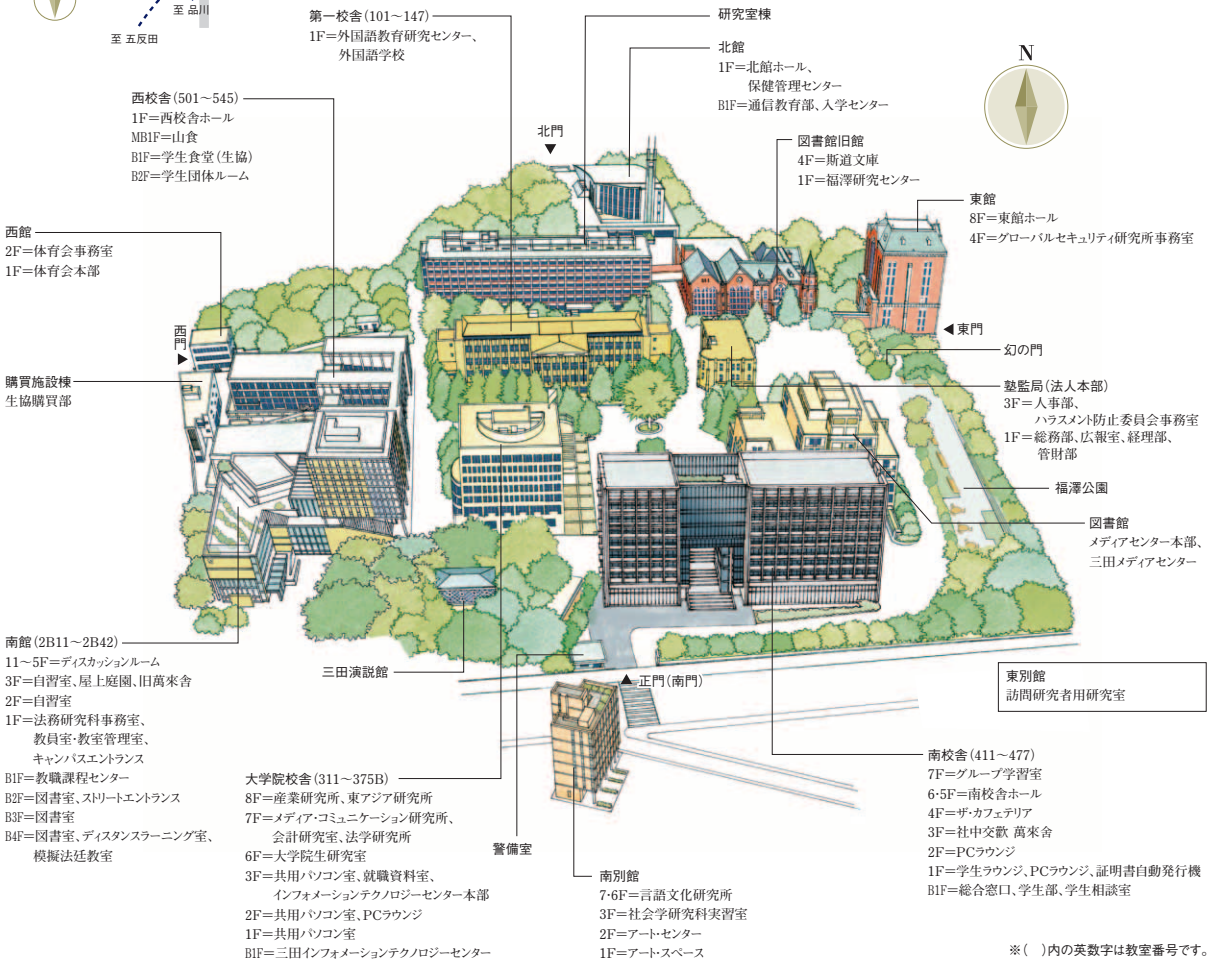 至 品川
至 五反田
第一校舎(101～147)
1F=外国語教育研究センター、
外国語学校
研究室棟
北館
1F=北館ホール、
保健管理センター
B1F=通信教育部、入学センター
N
西校舎(501～545)
1F=西校舎ホール
MB1F=山食
B1F=学生食堂(生協)
B2F=学生団体ルーム
北門
図書館旧館
4F=斯道文庫
1F=福澤研究センター
東館
8F=東館ホール
4F=グローバルセキュリティ研究所事務室
西館
2F=体育会事務室
1F=体育会本部
西門
東門
幻の門
購買施設棟
生協購買部
塾監局(法人本部)
3F=人事部、
ハラスメント防止委員会事務室
1F=総務部、広報室、経理部、
管財部
福澤公園
図書館
メディアセンター本部、
三田メディアセンター
南館(2B11～2B42)
11～5F=ディスカッションルーム
3F=自習室、屋上庭園、旧萬來舍
2F=自習室
1F=法務研究科事務室、
教員室・教室管理室、
キャンパスエントランス
B1F=教職課程センター
B2F=図書室、ストリートエントランス
B3F=図書室
B4F=図書室、ディスタンスラーニング室、
模擬法廷教室
三田演説館
正門(南門)
東別館
訪問研究者用研究室
大学院校舎(311～375B)
8F=産業研究所、東アジア研究所
7F=メディア・コミュニケーション研究所、
会計研究室、法学研究所
6F=大学院生研究室
3F=共用パソコン室、就職資料室、
インフォメーションテクノロジーセンター本部
2F=共用パソコン室、PCラウンジ
1F=共用パソコン室
B1F=三田インフォメーションテクノロジーセンター
警備室
南別館
7・6F=言語文化研究所
3F=社会学研究科実習室
2F=アート・センター
1F=アート・スペース
南校舎(411～477)
7F=グループ学習室
6・5F=南校舎ホール
4F=ザ・カフェテリア
3F=社中交歓 萬來舍
2F=PCラウンジ
1F=学生ラウンジ、PCラウンジ、証明書自動発行機
B1F=総合窓口、学生部、学生相談室
※( )内の英数字は教室番号です。